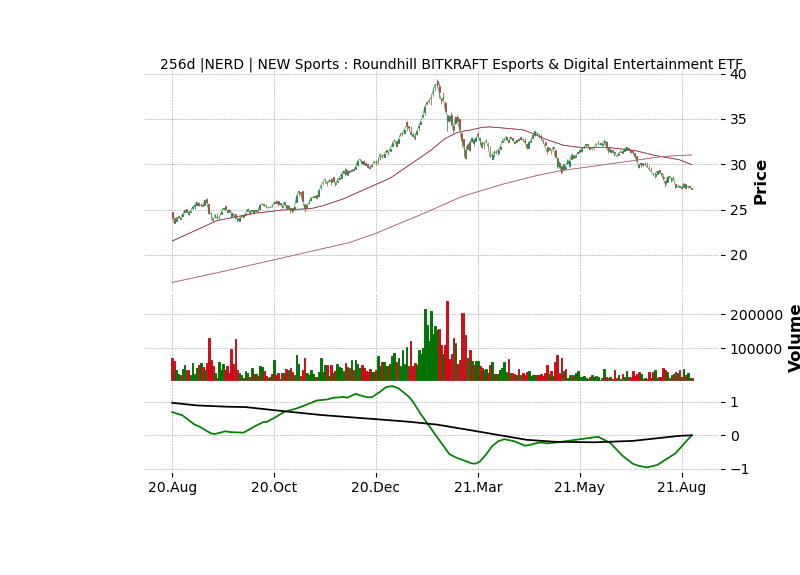 256d |NERD | NEW Sports : Roundhill BITKRAFT Esports & Digital Entertainment ETF
40
35
30
25
20
Price
200000
100000
Volume
1
0
−1
20.Aug 20.Oct 20.Dec 21.Mar 21.May 21.Aug